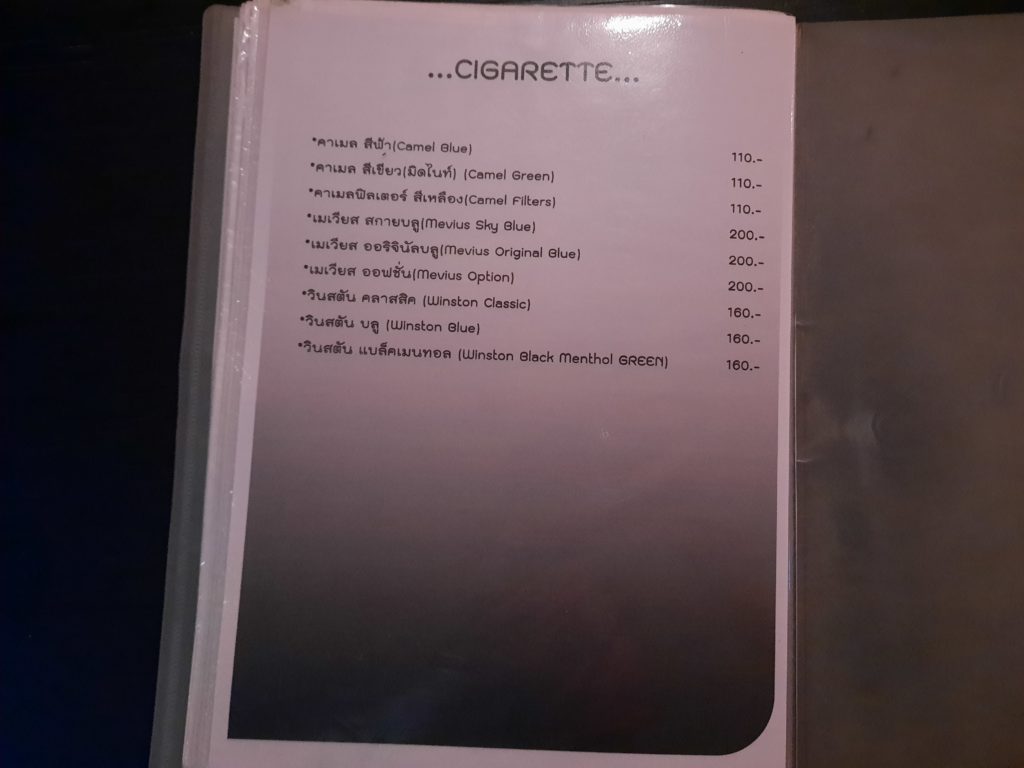 ...CIGARETTE...
*คาเมล สีฟ้า(Camel Blue) 110.-
*คาเมล สีเขียว(มิดไนท์) (Camel Green) 110.-
*คาเมลฟิลเตอร์ สีเหลือง(Camel Filters) 110.-
*เมเวียส สกายบลู(Mevius Sky Blue) 200.-
*เมเวียส ออริจินัลบลู(Mevius Original Blue) 200.-
*เมเวียส ออฟชั่น(Mevius Option) 200.-
*วินสตัน คลาสสิค (Winston Classic) 160.-
*วินสตัน บลู (Winston Blue) 160.-
*วินสตัน แบล็คเมนทอล (Winston Black Menthol GREEN) 160.-